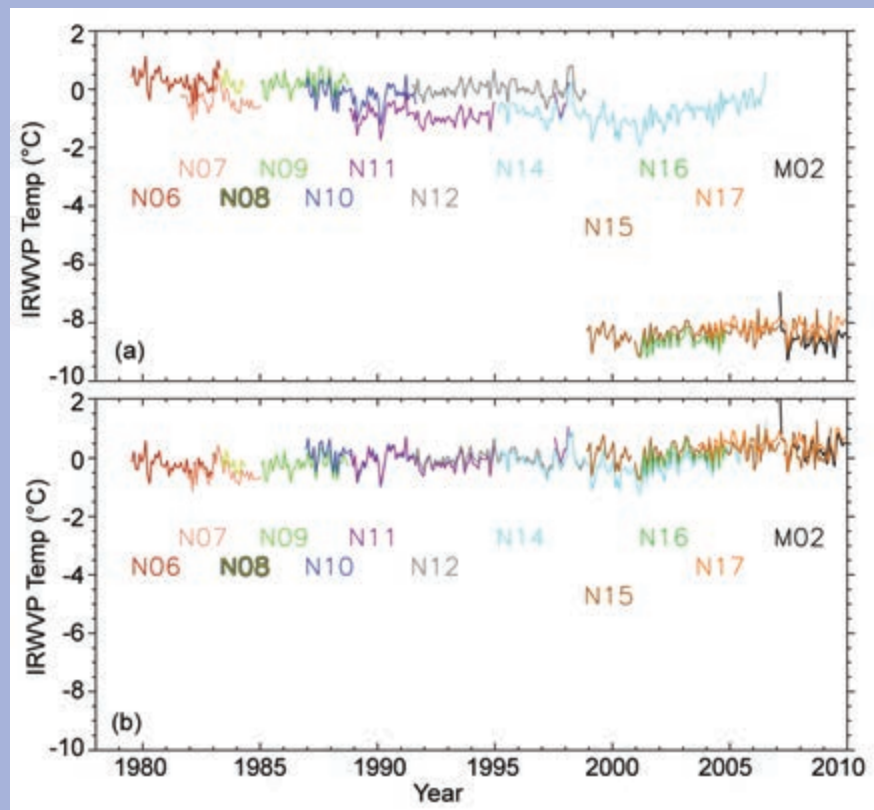 2
0
-2
-4
-6
-8
-10
IRWVP Temp (°C)
N07 N09 N11 N14 N16 M02
N06 N08 N10 N12 N17
N15
(a)
2
0
-2
-4
-6
-8
-10
IRWVP Temp (°C)
N07 N09 N11 N14 N16 M02
N06 N08 N10 N12 N17
N15
(b)
1980 1985 1990 1995 2000 2005 2010
Year